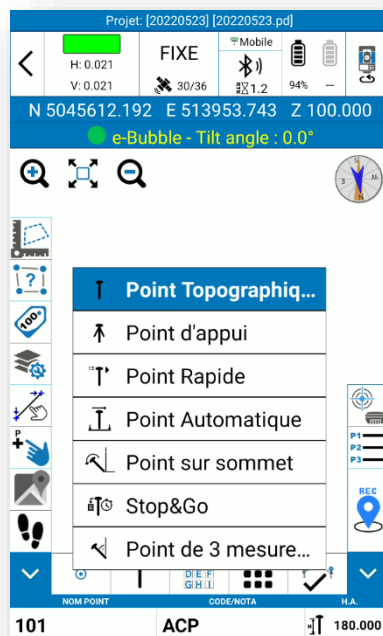 Projet: [20220523] [20220523.pd]
H: 0.021
V: 0.021
FIXE
30/36
Mobile
1.2
94%
--
N 5045612.192 E 513953.743 Z 100.000
e-Bubble - Tilt angle : 0.0°
?
100
P
P1
P2
P3
REC
Point Topographiq...
Point d'appui
Point Rapide
Point Automatique
Point sur sommet
Stop&Go
Point de 3 mesure...
D E F
G H I
NOM POINT CODE/NOTA H.A.
101 ACP 180.000